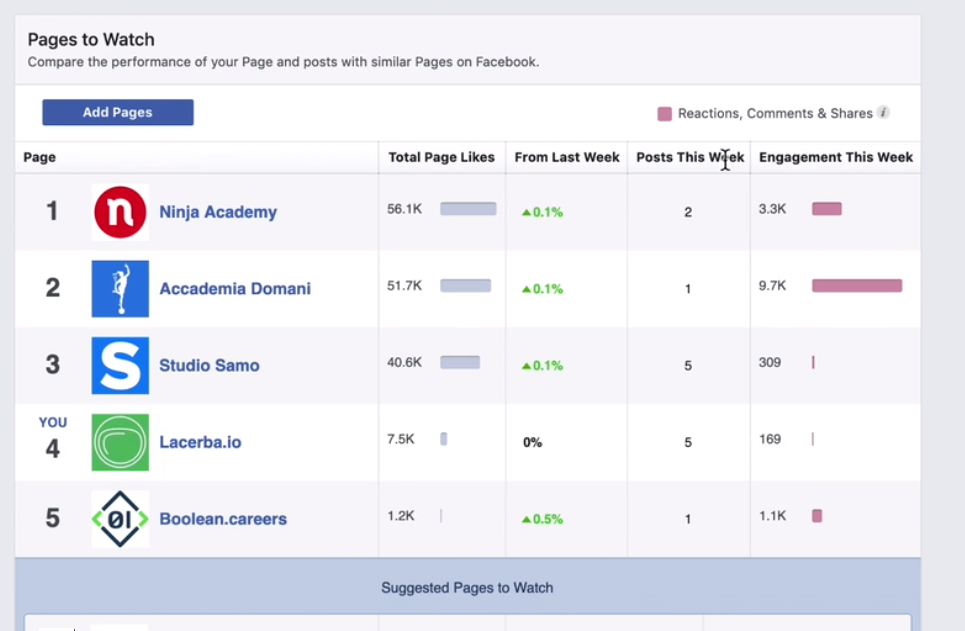 Pages to Watch
Compare the performance of your Page and posts with similar Pages on Facebook.
Add Pages
Reactions, Comments & Shares i
Page Total Page Likes From Last Week Posts This Week Engagement This Week
1 n Ninja Academy 56.1K ▲0.1% 2 3.3K
2 Accademia Domani 51.7K ▲0.1% 1 9.7K
3 S Studio Samo 40.6K ▲0.1% 5 309
YOU
4 Lacerba.io 7.5K 0% 5 169
5 01 Boolean.careers 1.2K ▲0.5% 1 1.1K
Suggested Pages to Watch